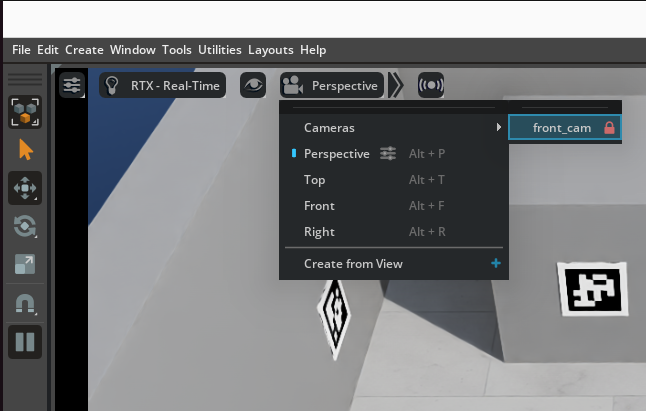 File Edit Create Window Tools Utilities Layouts Help
RTX - Real-Time Perspective
Cameras front_cam
Perspective Alt + P
Top Alt + T
Front Alt + F
Right Alt + R
Create from View